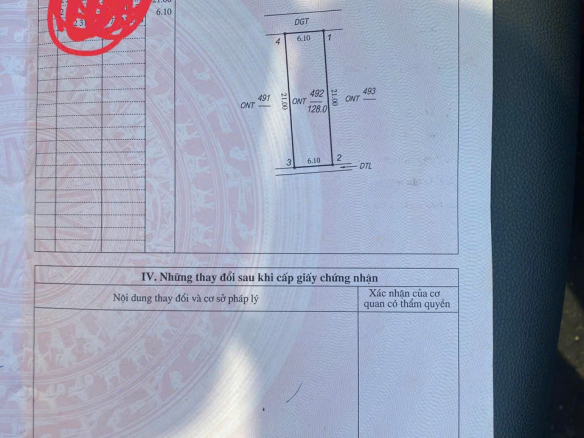 6.10
DGT
4 6.10 1
491 492 493
ONT ONT 128.0 ONT
21.00 21.00
3 6.10 2
DTL
IV. Những thay đổi sau khi cấp giấy chứng nhận
Nội dung thay đổi và cơ sở pháp lý
Xác nhận của cơ
quan có thẩm quyền